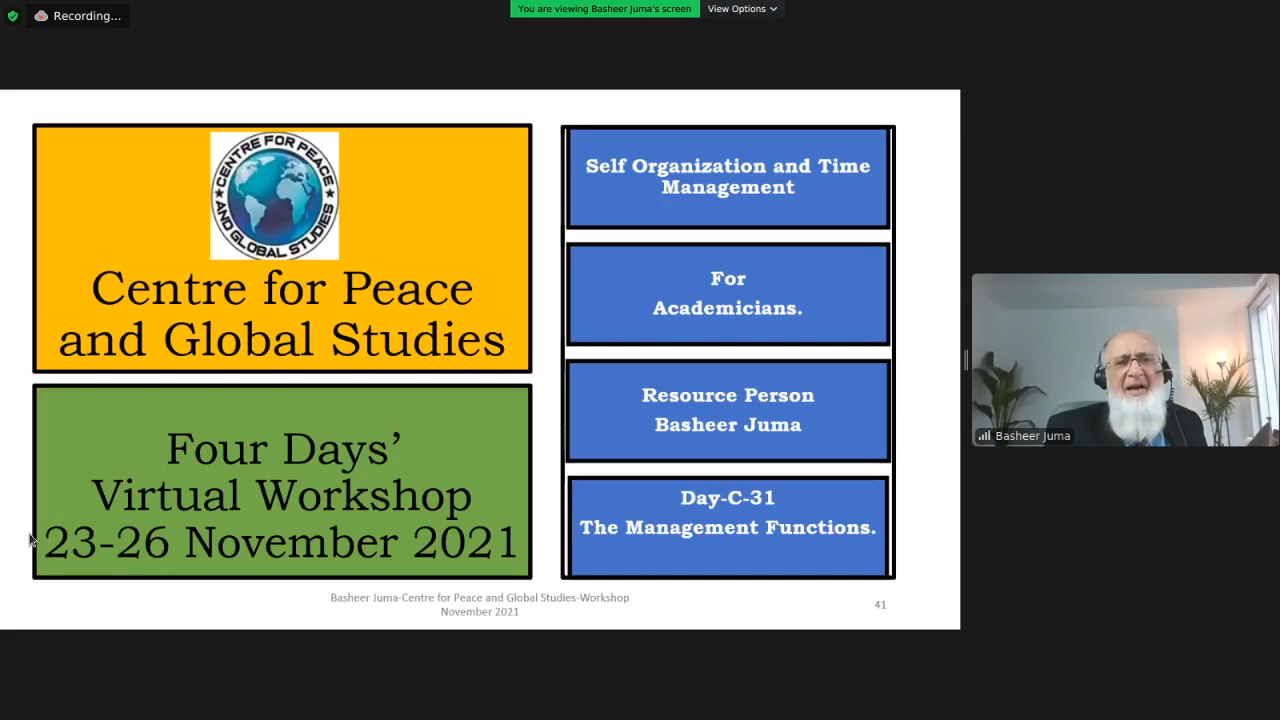 Recording...
You are viewing Basheer Juma's screen
View Options
CENTRE FOR PEACE
AND GLOBAL STUDIES
Centre for Peace
and Global Studies
Four Days’
Virtual Workshop
23-26 November 2021
Self Organization and Time
Management
For
Academicians.
Resource Person
Basheer Juma
Day-C-31
The Management Functions.
Basheer Juma-Centre for Peace and Global Studies-Workshop
November 2021
41
Basheer Juma